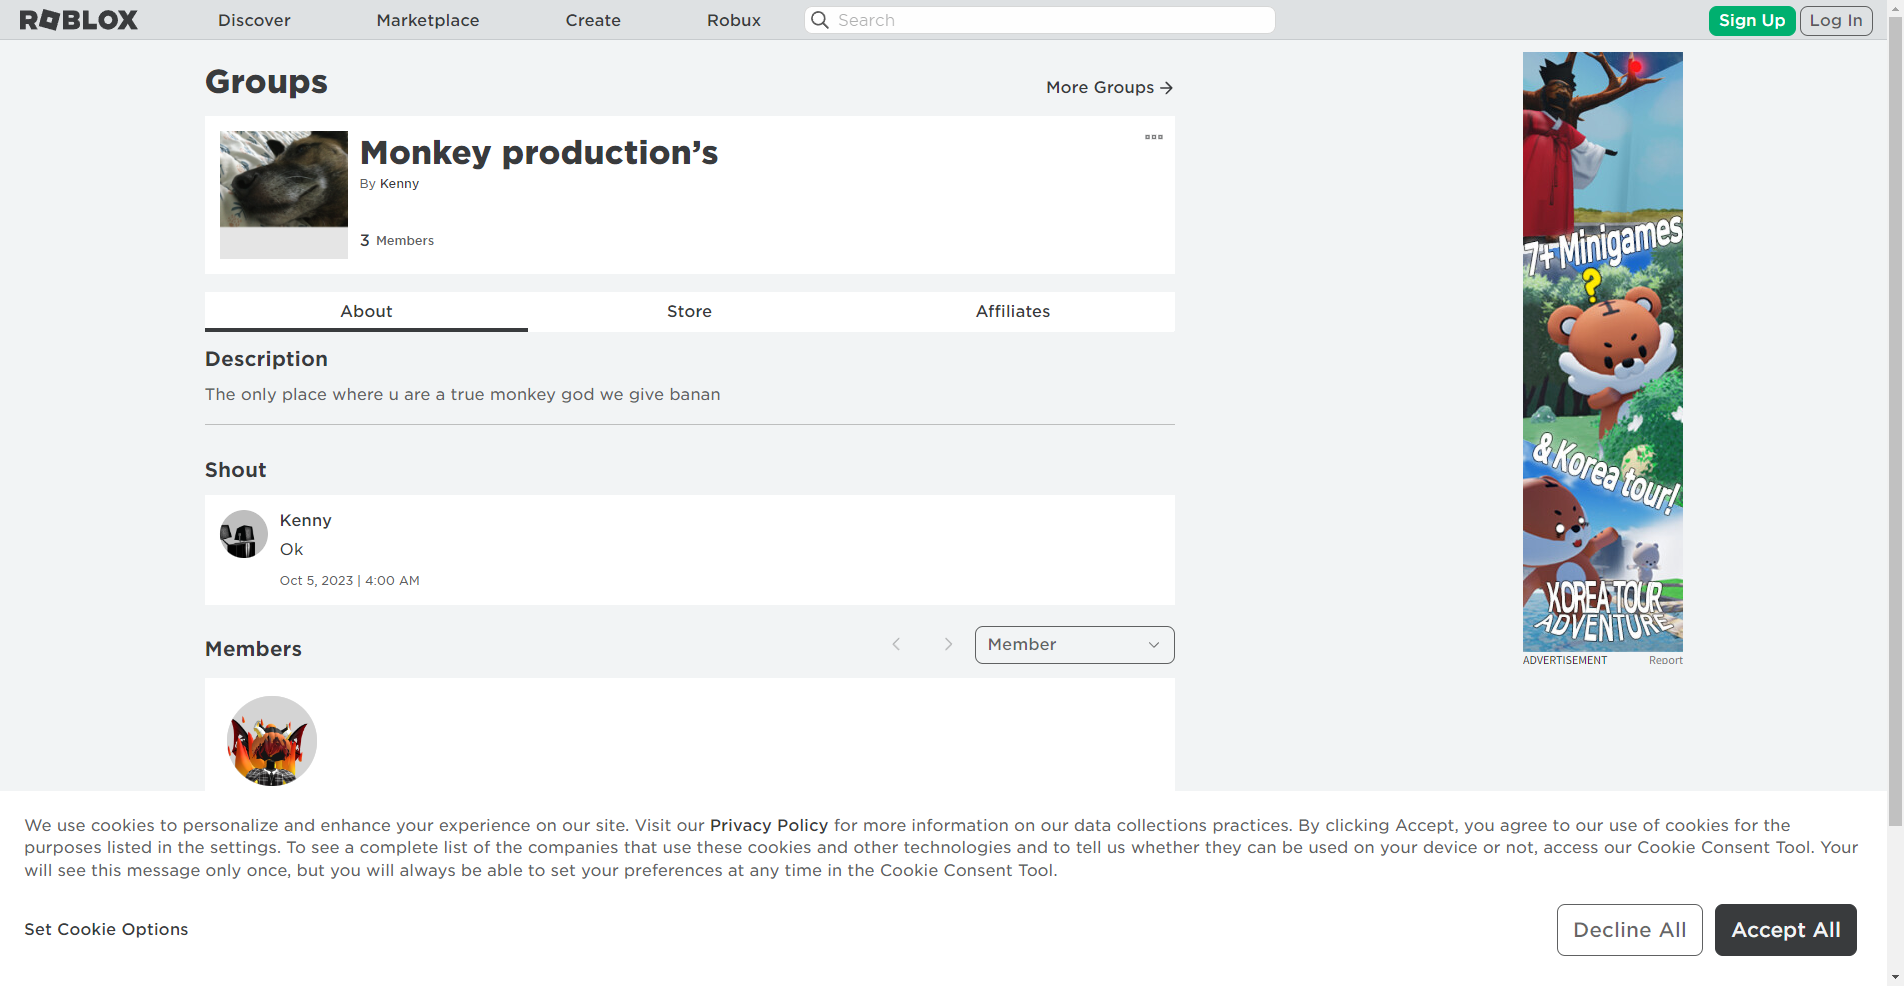 ROBLOX
Discover
Marketplace
Create
Robux
Search
Sign Up
Log In
Groups
More Groups
Monkey production’s
By Kenny
3 Members
About
Store
Affiliates
Description
The only place where u are a true monkey god we give banan
Shout
Kenny
Ok
Oct 5, 2023 | 4:00 AM
Members
Member
7+ Minigames
?
& Korea tour!
KOREA TOUR
ADVENTURE
ADVERTISEMENT
Report
We use cookies to personalize and enhance your experience on our site. Visit our Privacy Policy for more information on our data collections practices. By clicking Accept, you agree to our use of cookies for the
purposes listed in the settings. To see a complete list of the companies that use these cookies and other technologies and to tell us whether they can be used on your device or not, access our Cookie Consent Tool. Your
will see this message only once, but you will always be able to set your preferences at any time in the Cookie Consent Tool.
Set Cookie Options
Decline All
Accept All